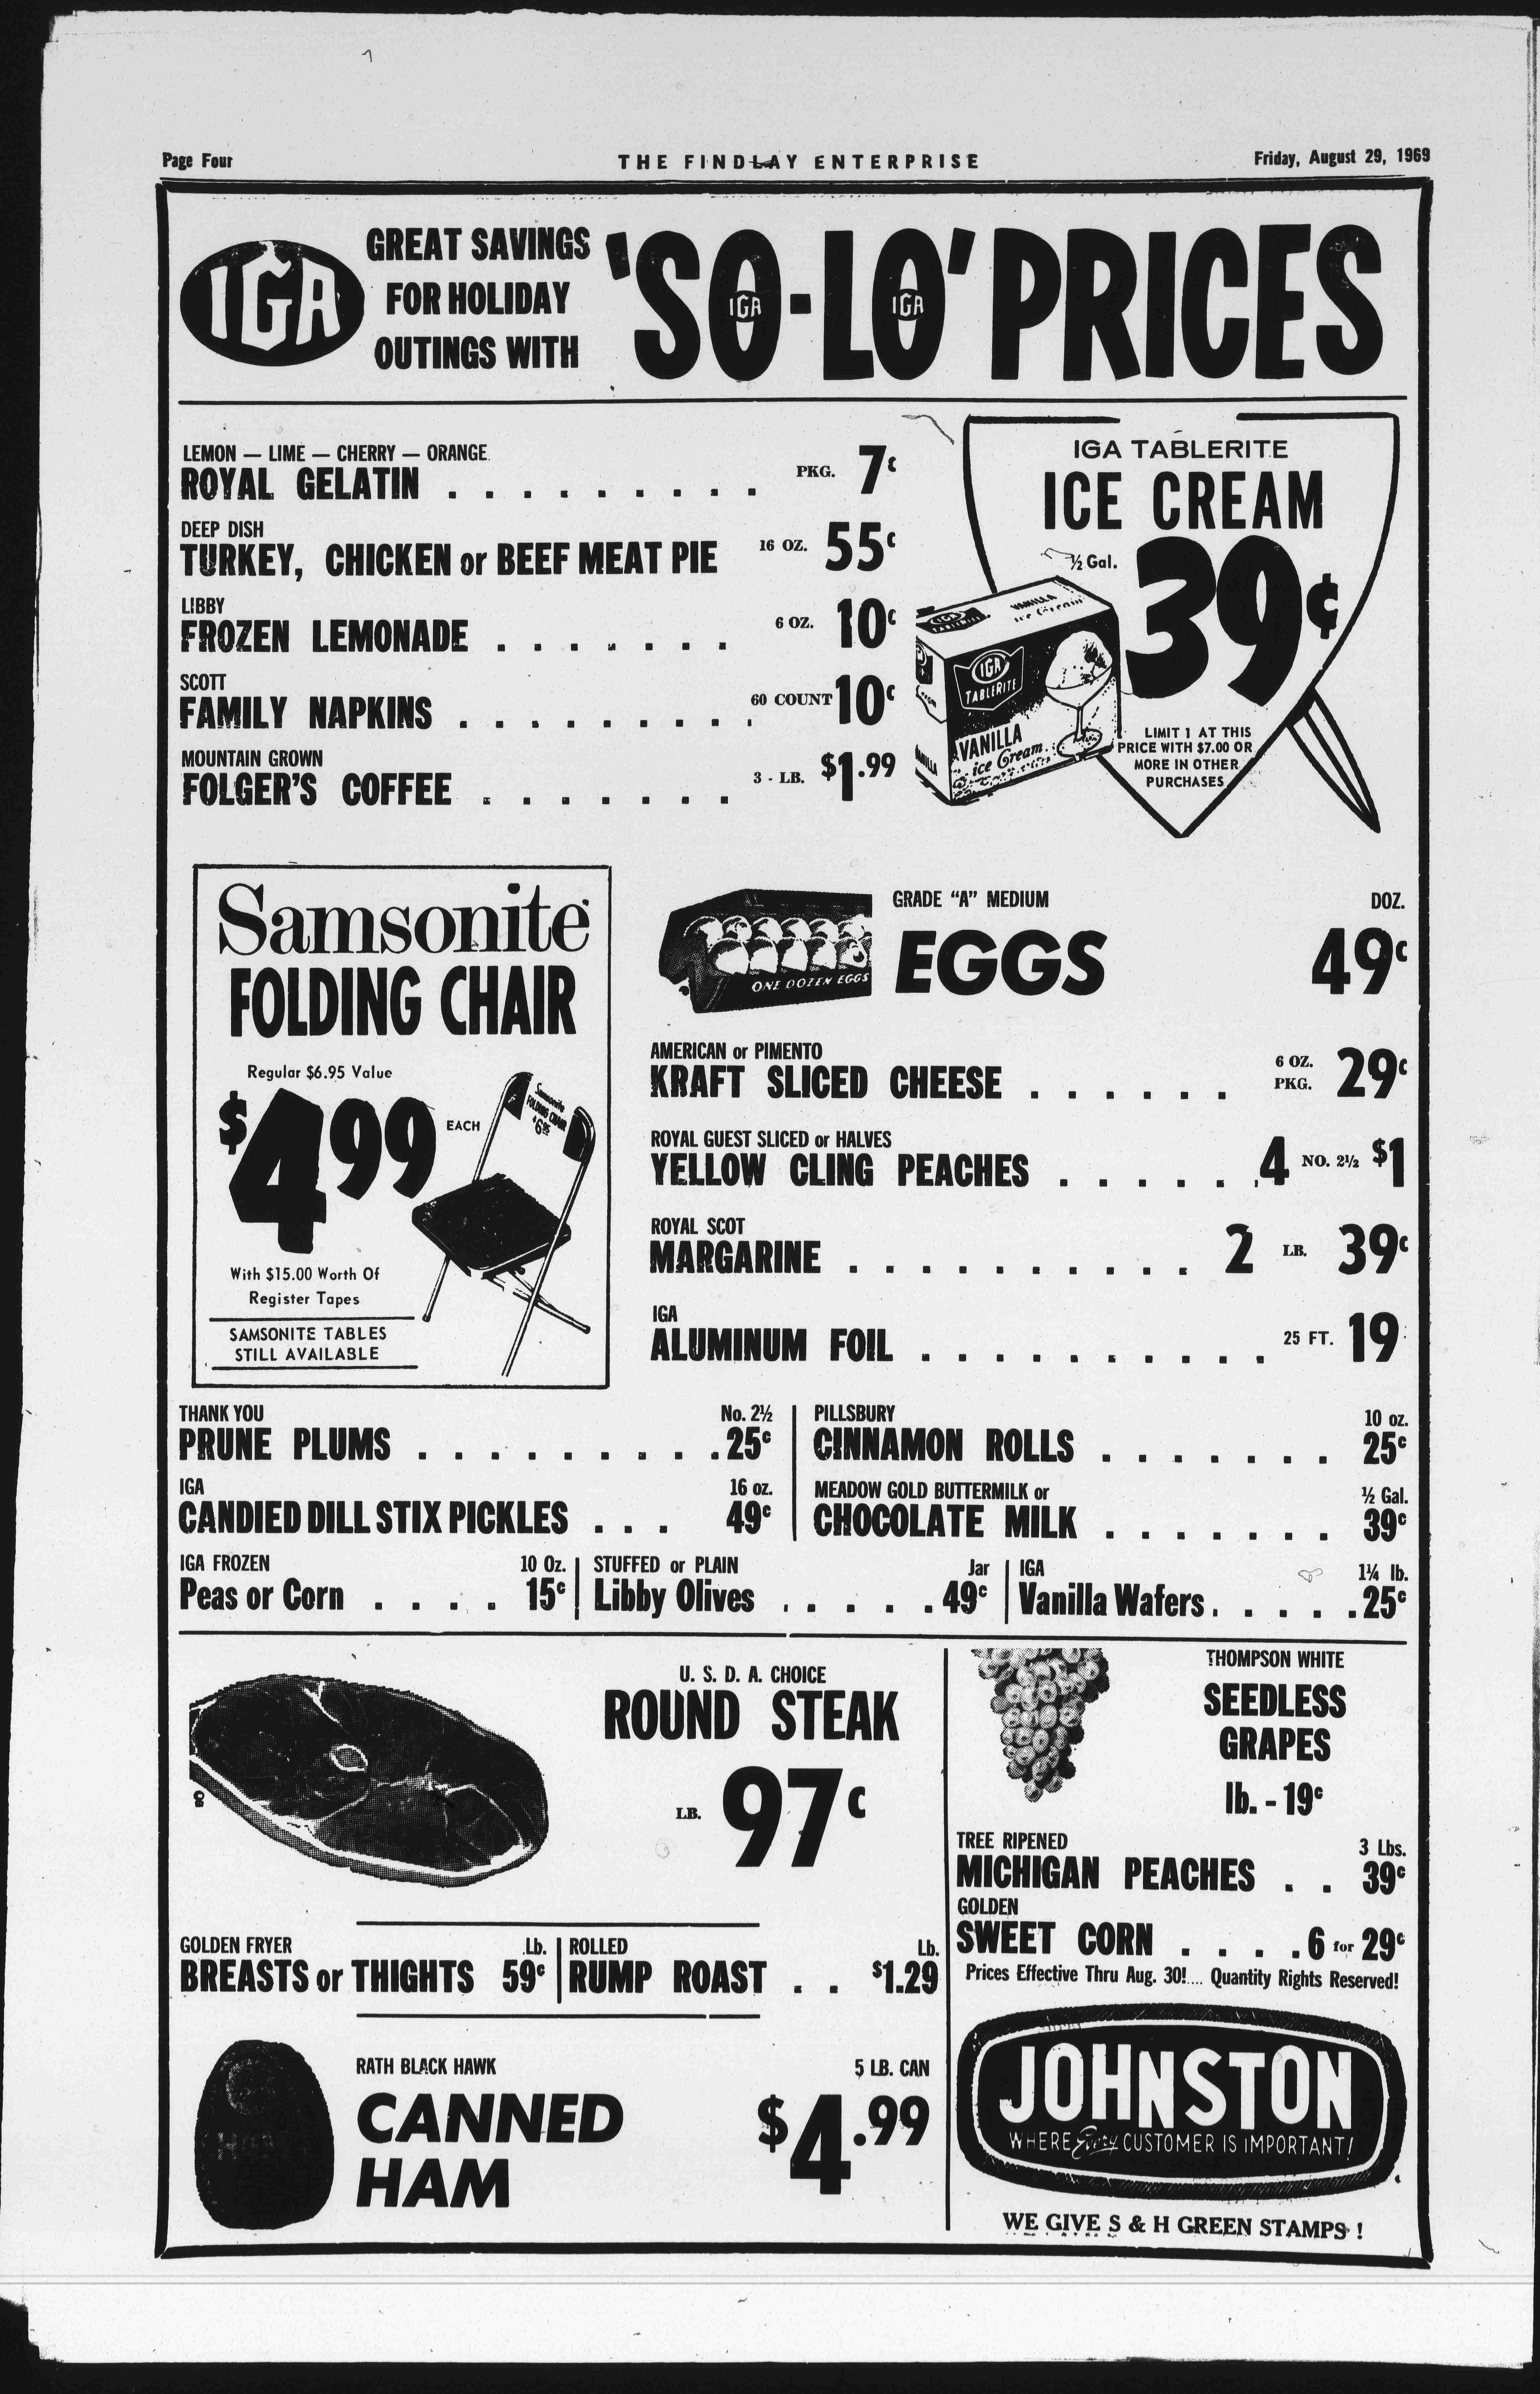 Page Four
THE FINDLAY ENTERPRISE
Friday, August 29, 1969
IGA
GREAT SAVINGS
FOR HOLIDAY
OUTINGS WITH
'SO-LO' PRICES
IGA
IGA
LEMON — LIME — CHERRY — ORANGE
ROYAL GELATIN . . . . . . . . . PKG. 7¢
DEEP DISH
TURKEY, CHICKEN or BEEF MEAT PIE 16 OZ. 55¢
LIBBY
FROZEN LEMONADE . . . . . . . 6 OZ. 10¢
SCOTT
FAMILY NAPKINS . . . . . . . . . 60 COUNT 10¢
MOUNTAIN GROWN
FOLGER'S COFFEE . . . . . . . 3 - LB. $1.99
IGA TABLERITE
ICE CREAM
½ Gal.
39¢
VANILLA
Ice Cream
IGA
TABLERITE
VANILLA
ice Cream
LIMIT 1 AT THIS
PRICE WITH $7.00 OR
MORE IN OTHER
PURCHASES
Samsonite
FOLDING CHAIR
Regular $6.95 Value
$4 99
EACH
Samsonite
FOLDING CHAIR
$6.95
With $15.00 Worth Of
Register Tapes
SAMSONITE TABLES
STILL AVAILABLE
ONE DOZEN EGGS
GRADE "A" MEDIUM DOZ.
EGGS 49¢
AMERICAN or PIMENTO
KRAFT SLICED CHEESE . . . . . . 6 OZ. PKG. 29¢
ROYAL GUEST SLICED or HALVES
YELLOW CLING PEACHES . . . . . . 4 NO. 2½ $1
ROYAL SCOT
MARGARINE . . . . . . . . . . 2 LB. 39¢
IGA
ALUMINUM FOIL . . . . . . . . . . 25 FT. 19
THANK YOU No. 2½
PRUNE PLUMS . . . . . . . . . 25¢
IGA 16 oz.
CANDIED DILL STIX PICKLES . . . 49¢
PILLSBURY 10 oz.
CINNAMON ROLLS . . . . . . . 25¢
MEADOW GOLD BUTTERMILK or ½ Gal.
CHOCOLATE MILK . . . . . . . 39¢
IGA FROZEN 10 Oz.
Peas or Corn . . . . 15¢
STUFFED or PLAIN Jar
Libby Olives . . . . . 49¢
IGA 1¼ lb.
Vanilla Wafers . . . . . 25¢
U. S. D. A. CHOICE
ROUND STEAK
LB. 97¢
GOLDEN FRYER Lb.
BREASTS or THIGHTS 59¢
ROLLED Lb.
RUMP ROAST . . $1.29
RATH BLACK HAWK 5 LB. CAN
CANNED
HAM
$4.99
THOMPSON WHITE
SEEDLESS
GRAPES
lb. - 19¢
TREE RIPENED 3 Lbs.
MICHIGAN PEACHES . . 39¢
GOLDEN
SWEET CORN . . . . 6 for 29¢
Prices Effective Thru Aug. 30!.... Quantity Rights Reserved!
JOHNSTON
WHERE Every CUSTOMER IS IMPORTANT!
WE GIVE S & H GREEN STAMPS !